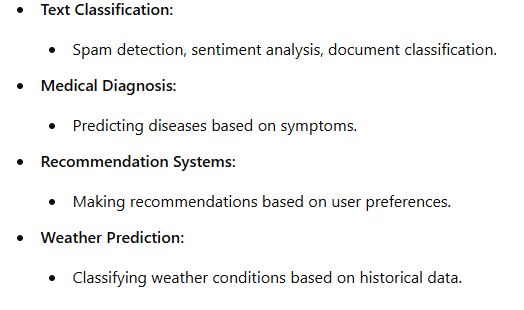 • Text Classification:
• Spam detection, sentiment analysis, document classification.
• Medical Diagnosis:
• Predicting diseases based on symptoms.
• Recommendation Systems:
• Making recommendations based on user preferences.
• Weather Prediction:
• Classifying weather conditions based on historical data.